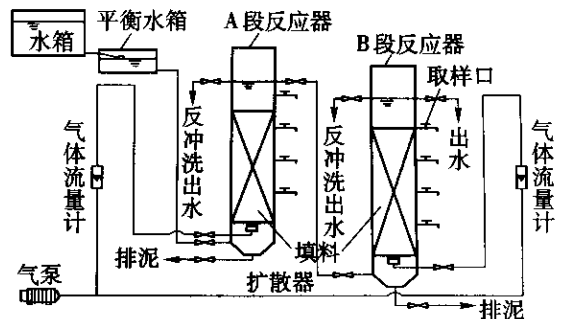 水箱
平衡水箱
A段反应器
B段反应器
取样口
反冲洗出水
反冲洗出水
出水
气体流量计
气体流量计
填料
排泥
扩散器
气泵
排泥